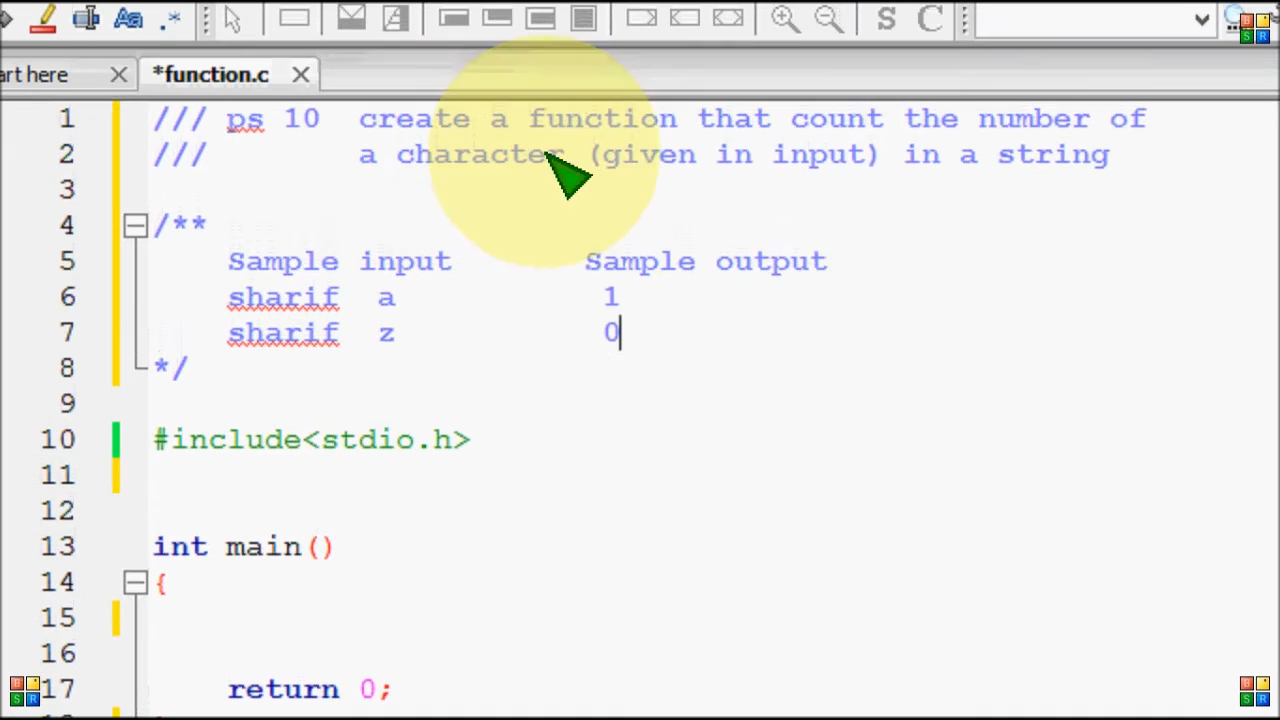 art here *function.c
1 /// ps 10 create a function that count the number of
2 /// a character (given in input) in a string
3
4 /**
5 Sample input Sample output
6 sharif a 1
7 sharif z 0
8 */
9
10 #include<stdio.h>
11
12
13 int main()
14 {
15
16
17 return 0;